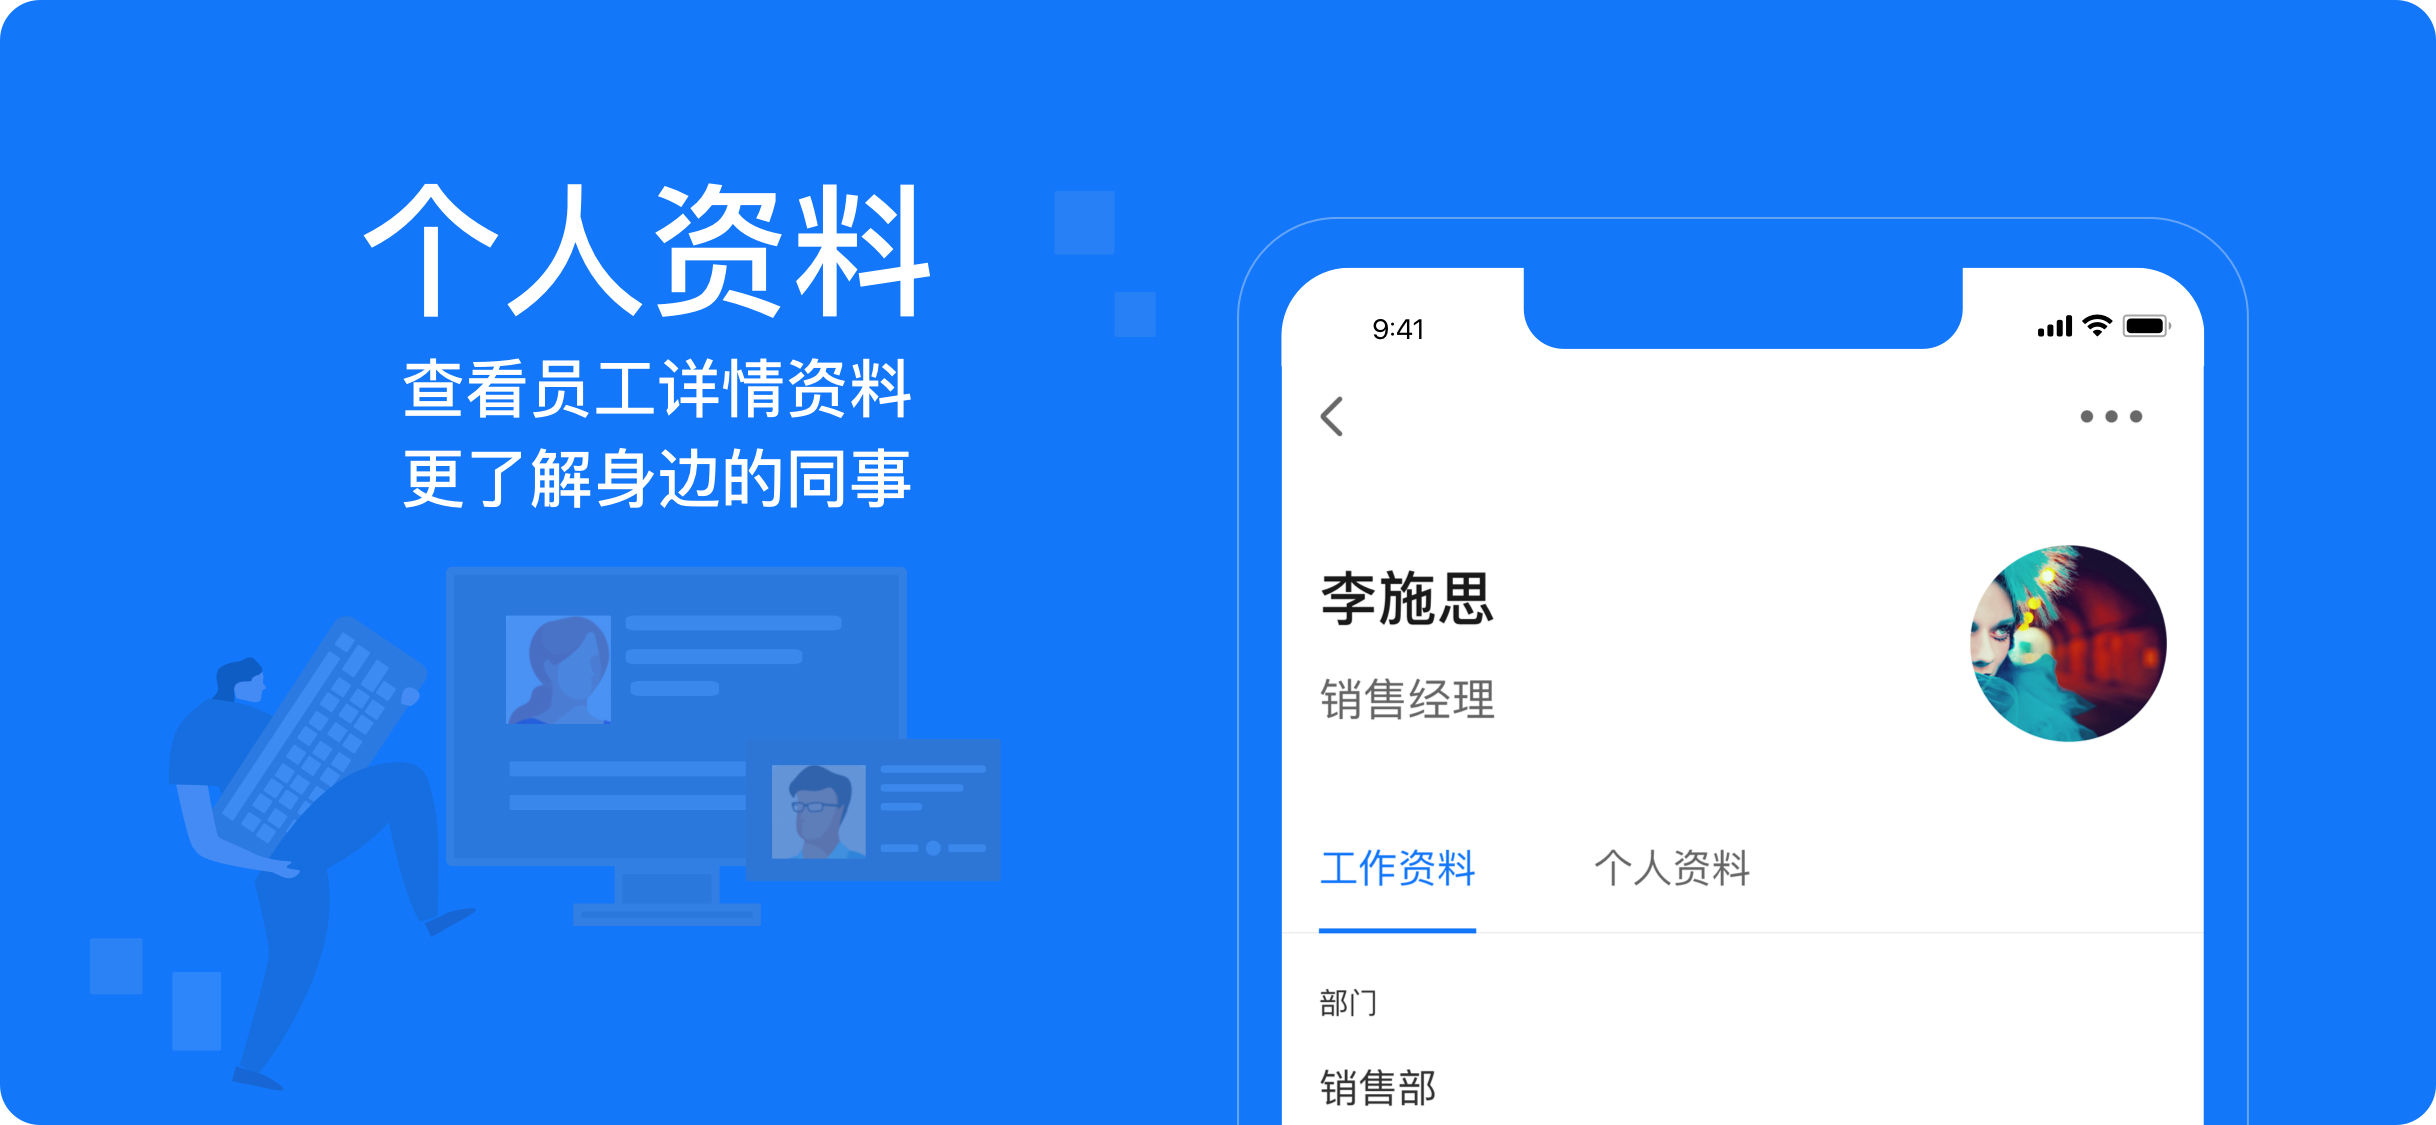 个人资料
查看员工详情资料
更了解身边的同事
9:41
李施思
销售经理
工作资料 个人资料
部门
销售部